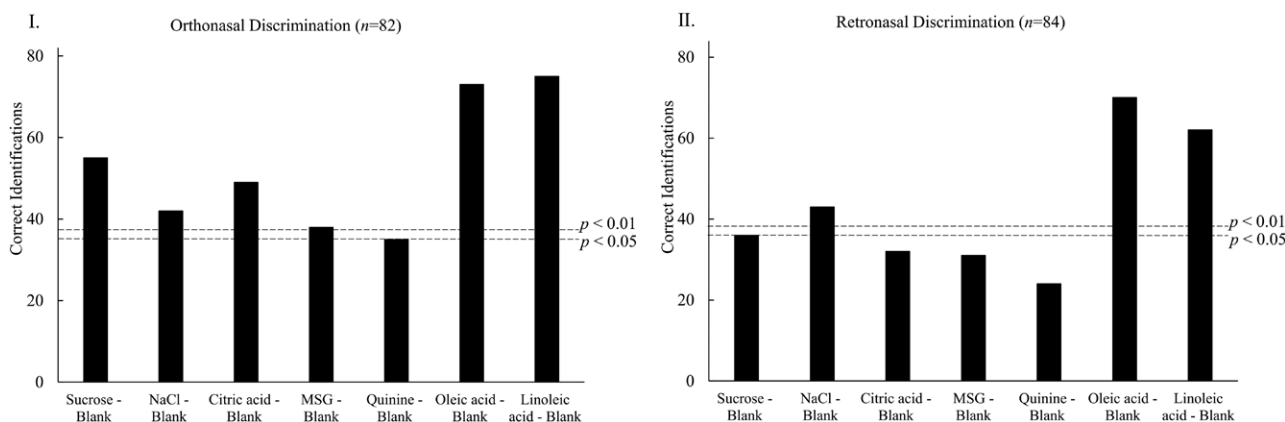 I.
Orthonasal Discrimination (n=82)
Correct Identifications
80
60
40
20
0
p < 0.01
p < 0.05
Sucrose -
Blank
NaCl -
Blank
Citric acid -
Blank
MSG -
Blank
Quinine -
Blank
Oleic acid -
Blank
Linoleic
acid - Blank
II.
Retronasal Discrimination (n=84)
Correct Identifications
80
60
40
20
0
p < 0.01
p < 0.05
Sucrose -
Blank
NaCl -
Blank
Citric acid -
Blank
MSG -
Blank
Quinine -
Blank
Oleic acid -
Blank
Linoleic
acid - Blank